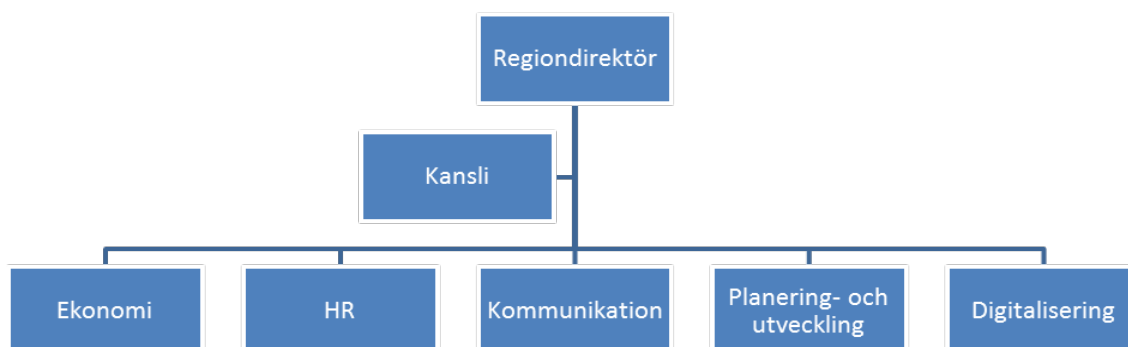 Regiondirektör
Kansli
Ekonomi
HR
Kommunikation
Planering- och
utveckling
Digitalisering